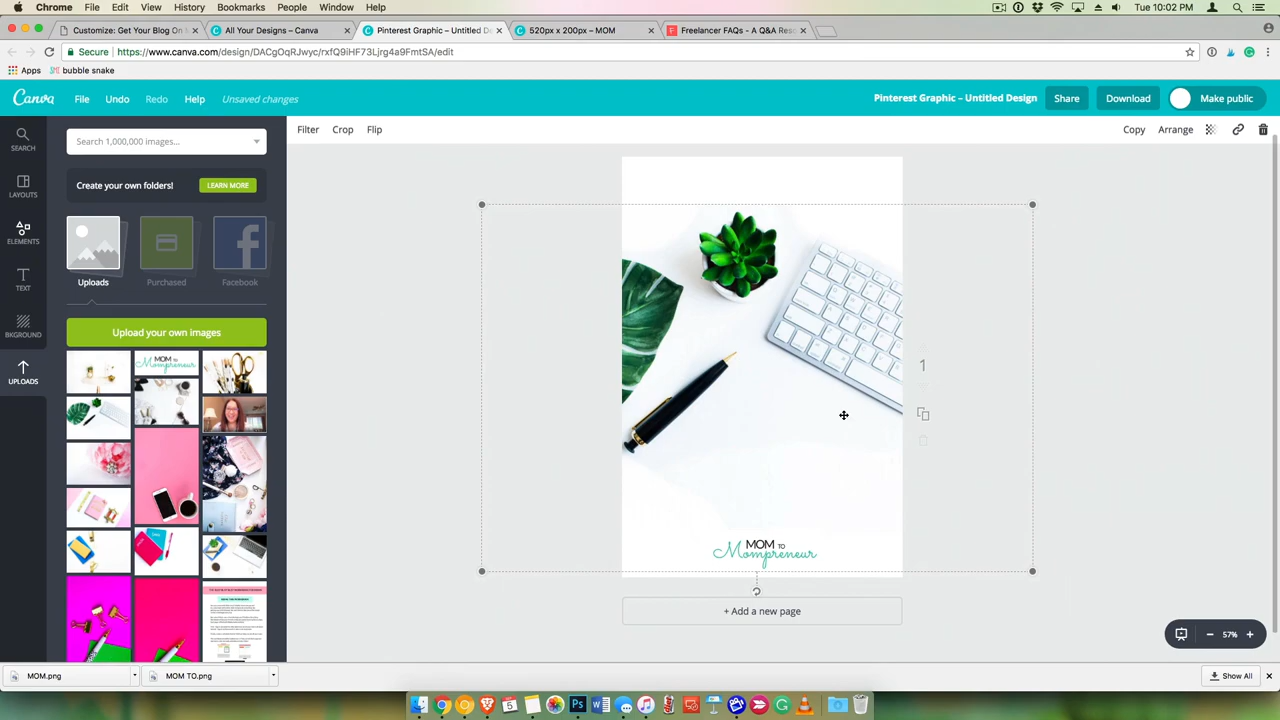 Chrome File Edit View History Bookmarks People Window Help Tue 10:02 PM
Customize: Get Your Blog On
All Your Designs – Canva
Pinterest Graphic – Untitled D
520px x 200px – MOM
Freelancer FAQs - A Q&A Res
Secure https://www.canva.com/design/DACgOqRJwyc/rxfQ9iHF73Ljrg4a9FmtSA/edit
Apps bubble snake
Canva File Undo Redo Help Unsaved changes Pinterest Graphic – Untitled Design Share Download Make public
Filter Crop Flip Copy Arrange
SEARCH
LAYOUTS
ELEMENTS
TEXT
BKGROUND
UPLOADS
Search 1,000,000 images...
Create your own folders! LEARN MORE
Uploads Purchased Facebook
Upload your own images
MOM TO
Mompreneur
1
MOM TO
Mompreneur
+ Add a new page
57%
MOM.png MOM TO.png Show All
5